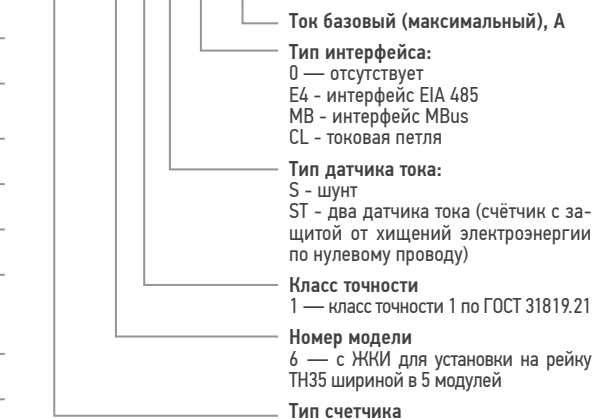 Ток базовый (максимальный), А
Тип интерфейса:
0 — отсутствует
E4 - интерфейс EIA 485
MB - интерфейс MBus
CL - токовая петля
Тип датчика тока:
S - шунт
ST - два датчика тока (счётчик с за-
щитой от хищений электроэнергии
по нулевому проводу)
Класс точности
1 — класс точности 1 по ГОСТ 31819.21
Номер модели
6 — с ЖКИ для установки на рейку
TH35 шириной в 5 модулей
Тип счетчика